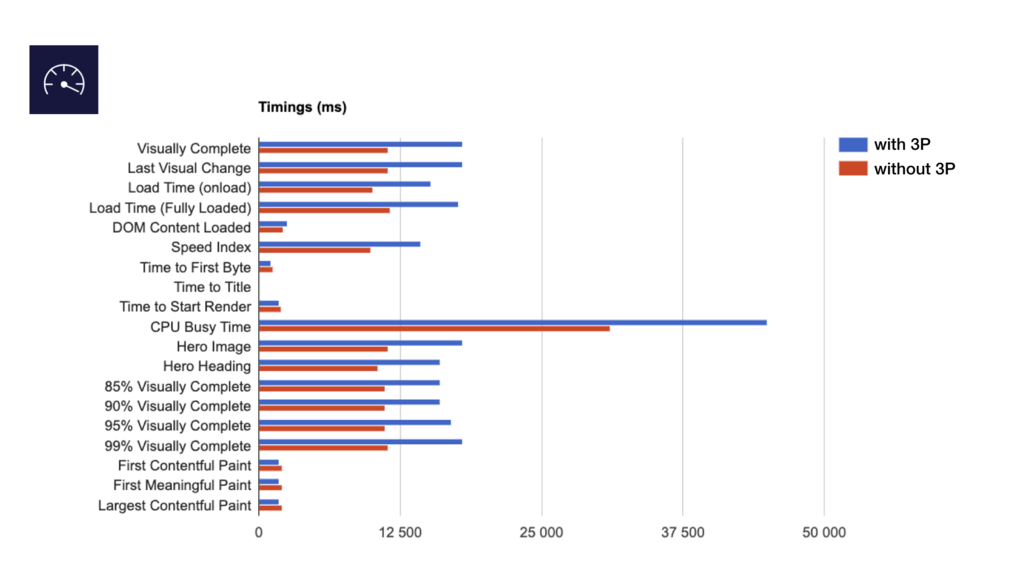 Timings (ms)
with 3P
without 3P
Visually Complete
Last Visual Change
Load Time (onload)
Load Time (Fully Loaded)
DOM Content Loaded
Speed Index
Time to First Byte
Time to Title
Time to Start Render
CPU Busy Time
Hero Image
Hero Heading
85% Visually Complete
90% Visually Complete
95% Visually Complete
99% Visually Complete
First Contentful Paint
First Meaningful Paint
Largest Contentful Paint
0 12 500 25 000 37 500 50 000